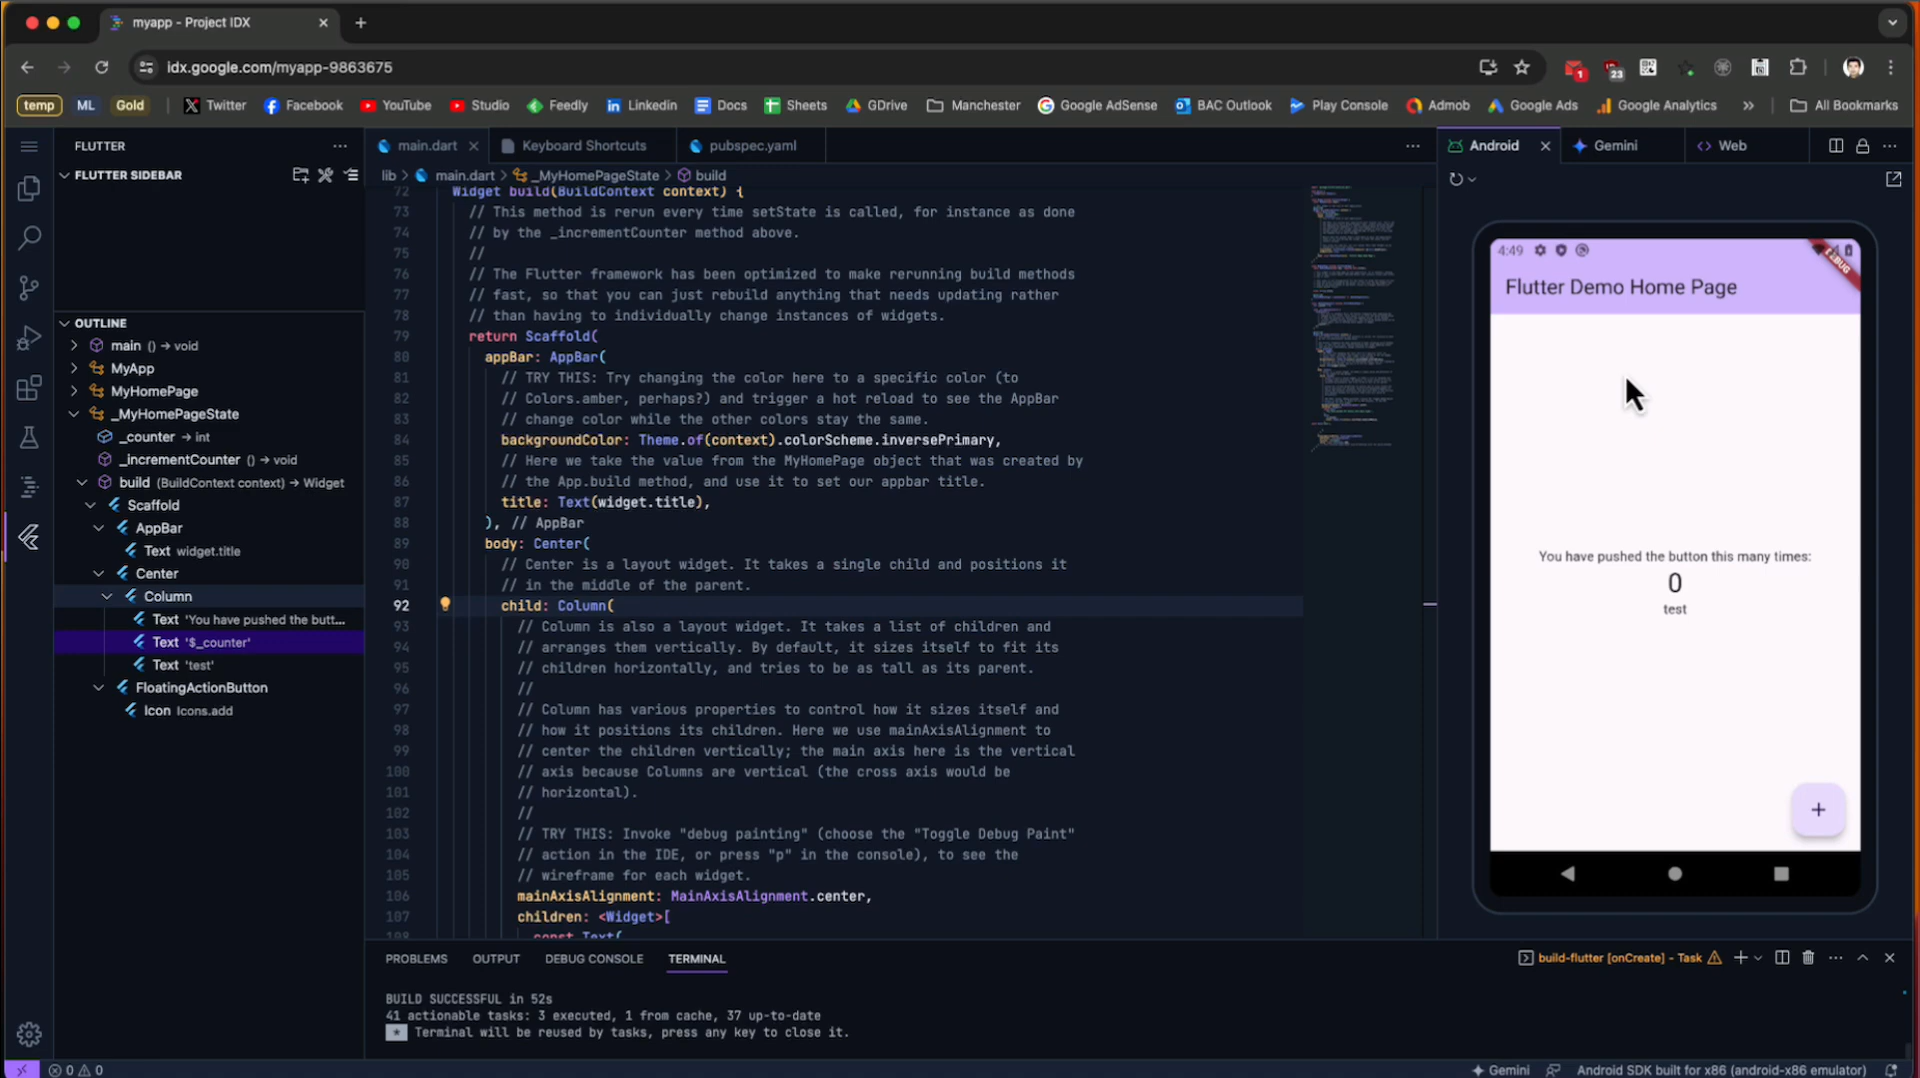 myapp - Project IDX
idx.google.com/myapp-9863675
1
23
temp ML Gold Twitter Facebook YouTube Studio Feedly Linkedin Docs Sheets GDrive Manchester Google AdSense BAC Outlook Play Console Admob Google Ads Google Analytics » All Bookmarks
FLUTTER
FLUTTER SIDEBAR
OUTLINE
main () → void
MyApp
MyHomePage
_MyHomePageState
_counter → int
_incrementCounter () → void
build (BuildContext context) → Widget
Scaffold
AppBar
Text widget.title
Center
Column
Text 'You have pushed the butt...
Text '$_counter'
Text 'test'
FloatingActionButton
Icon Icons.add
main.dart Keyboard Shortcuts pubspec.yaml
lib > main.dart > _MyHomePageState > build
72 Widget build(BuildContext context) {
73 // This method is rerun every time setState is called, for instance as done
74 // by the _incrementCounter method above.
75 //
76 // The Flutter framework has been optimized to make rerunning build methods
77 // fast, so that you can just rebuild anything that needs updating rather
78 // than having to individually change instances of widgets.
79 return Scaffold(
80 appBar: AppBar(
81 // TRY THIS: Try changing the color here to a specific color (to
82 // Colors.amber, perhaps?) and trigger a hot reload to see the AppBar
83 // change color while the other colors stay the same.
84 backgroundColor: Theme.of(context).colorScheme.inversePrimary,
85 // Here we take the value from the MyHomePage object that was created by
86 // the App.build method, and use it to set our appbar title.
87 title: Text(widget.title),
88 ), // AppBar
89 body: Center(
90 // Center is a layout widget. It takes a single child and positions it
91 // in the middle of the parent.
92 child: Column(
93 // Column is also a layout widget. It takes a list of children and
94 // arranges them vertically. By default, it sizes itself to fit its
95 // children horizontally, and tries to be as tall as its parent.
96 //
97 // Column has various properties to control how it sizes itself and
98 // how it positions its children. Here we use mainAxisAlignment to
99 // center the children vertically; the main axis here is the vertical
100 // axis because Columns are vertical (the cross axis would be
101 // horizontal).
102 //
103 // TRY THIS: Invoke "debug painting" (choose the "Toggle Debug Paint"
104 // action in the IDE, or press "p" in the console), to see the
105 // wireframe for each widget.
106 mainAxisAlignment: MainAxisAlignment.center,
107 children: <Widget>[
108 const Text(
Android Gemini Web
4:49
DEBUG
Flutter Demo Home Page
You have pushed the button this many times:
0
test
+
PROBLEMS OUTPUT DEBUG CONSOLE TERMINAL
build-flutter [onCreate] - Task
BUILD SUCCESSFUL in 52s
41 actionable tasks: 3 executed, 1 from cache, 37 up-to-date
* Terminal will be reused by tasks, press any key to close it.
0 0
Gemini Android SDK built for x86 (android-x86 emulator)